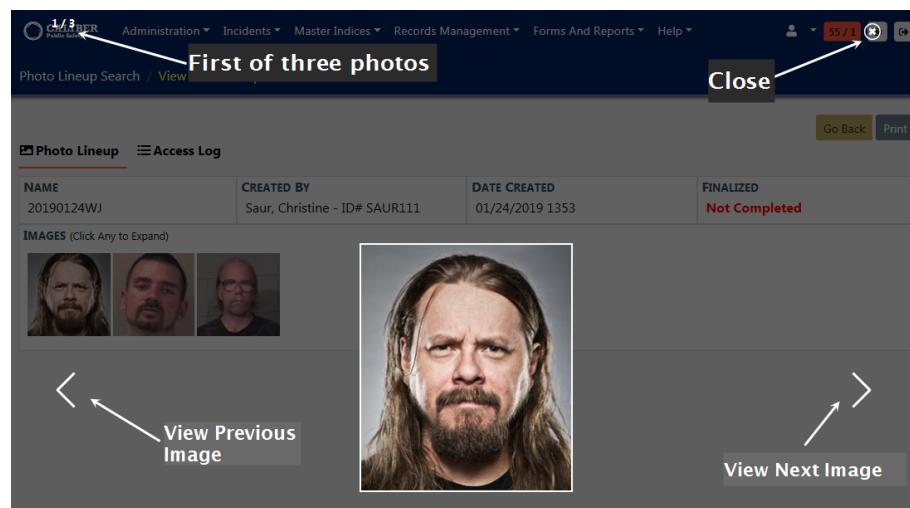 1 / 3
CALIBER
Public Safety
Administration Incidents Master Indices Records Management Forms And Reports Help 55 / 1
First of three photos
Close
Photo Lineup Search / View
Go Back Print
Photo Lineup Access Log
NAME CREATED BY DATE CREATED FINALIZED
20190124WJ Saur, Christine - ID# SAUR111 01/24/2019 1353 Not Completed
IMAGES (Click Any to Expand)
View Previous
Image
View Next Image